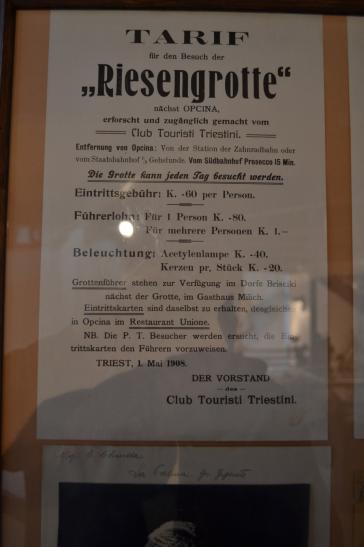 TARIF
für den Besuch der
„Riesengrotte“
nächst OPCINA,
erforscht und zugänglich gemacht vom
Club Touristi Triestini.
Entfernung von Opcina: Von der Station der Zahnradbahn oder
vom Staatsbahnhof ¾ Gehstunde. Vom Südbahnhof Prosecco 15 Min.
Die Grotte kann jeden Tag besucht werden.
Eintrittsgebühr: K. -60 per Person.
Führerlohn: Für 1 Person K. -80.
Für mehrere Personen K. 1.–
Beleuchtung: Acetylenlampe K. -40.
Kerzen pr. Stück K. -20.
Grottenführer stehen zur Verfügung im Dorfe Brisciki
nächst der Grotte, im Gasthaus Milich.
Eintrittskarten sind daselbst zu erhalten, desgleichen
in Opcina im Restaurant Unione.
NB. Die P. T. Besucher werden ersucht, die Ein-
trittskarten den Führern vorzuweisen.
TRIEST, 1. Mai 1908.
DER VORSTAND
des
Club Touristi Triestini.